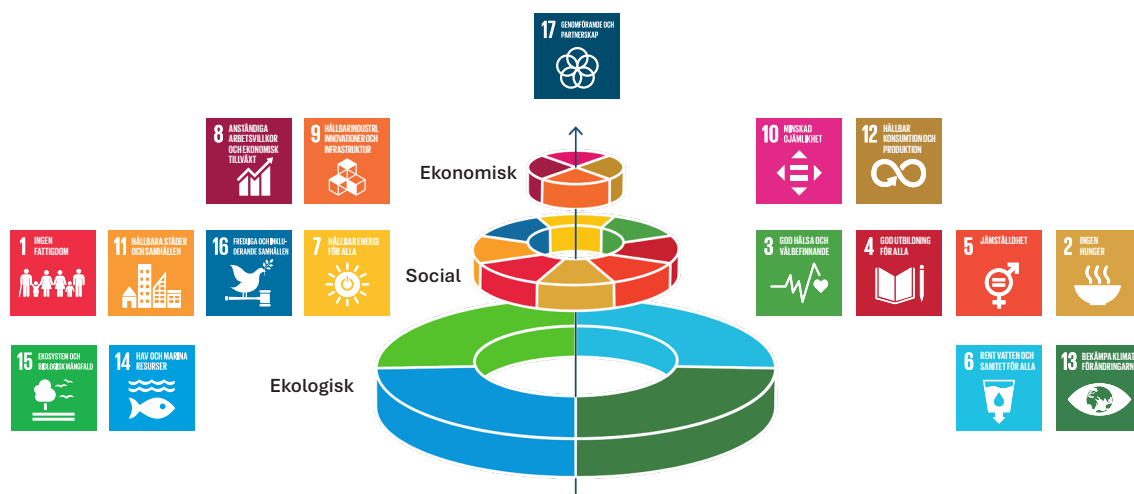 17 GENOMFÖRANDE OCH
PARTNERSKAP
8 ANSTÄNDIGA
ARBETSVILLKOR
OCH EKONOMISK
TILLVÄXT
9 HÅLLBAR INDUSTRI,
INNOVATIONER OCH
INFRASTRUKTUR
10 MINSKAD
OJÄMLIKHET
12 HÅLLBAR
KONSUMTION OCH
PRODUKTION
Ekonomisk
1 INGEN
FATTIGDOM
11 HÅLLBARA STÄDER
OCH SAMHÄLLEN
16 FREDLIGA OCH INKLU-
DERANDE SAMHÄLLEN
7 HÅLLBAR ENERGI
FÖR ALLA
Social
3 GOD HÄLSA OCH
VÄLBEFINNANDE
4 GOD UTBILDNING
FÖR ALLA
5 JÄMSTÄLLDHET
2 INGEN
HUNGER
15 EKOSYSTEM OCH
BIOLOGISK MÅNGFALD
14 HAV OCH MARINA
RESURSER
Ekologisk
6 RENT VATTEN OCH
SANITET FÖR ALLA
13 BEKÄMPA KLIMAT
FÖRÄNDRINGARN